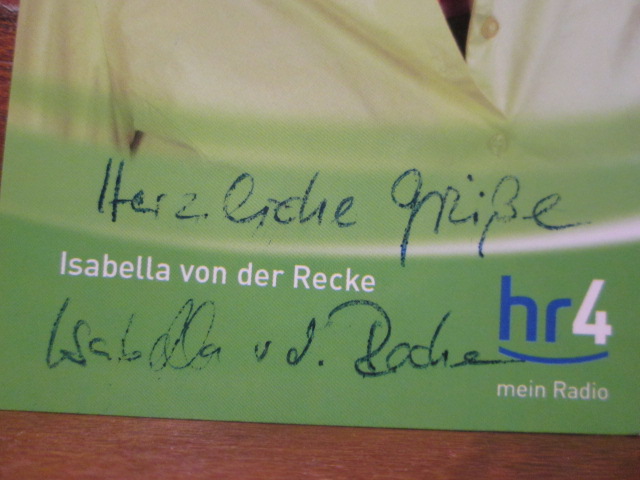 Herzliche Grüße
Isabella von der Recke
Isabella v. d. Recke
hr4
mein Radio